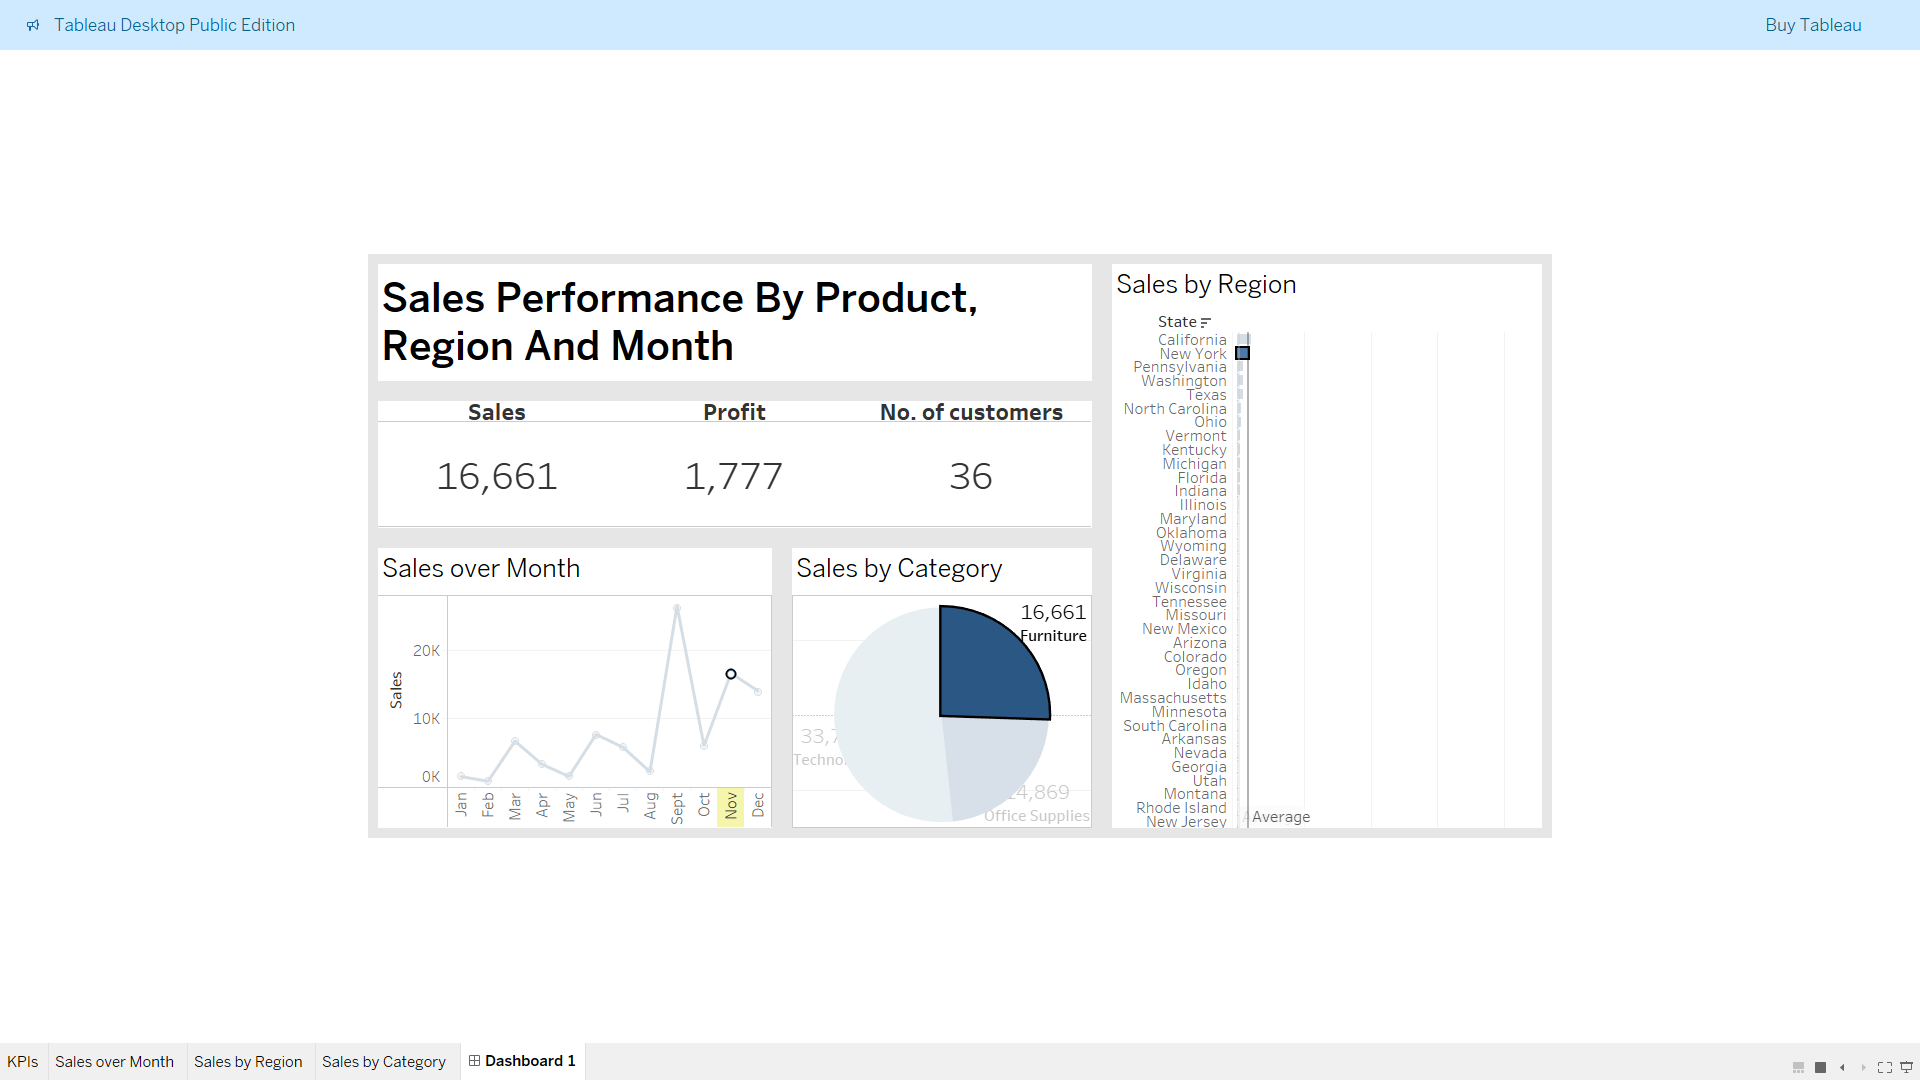 Tableau Desktop Public Edition
Buy Tableau
Sales Performance By Product,
Region And Month
Sales Profit No. of customers
16,661 1,777 36
Sales over Month
Sales
20K
10K
0K
Jan Feb Mar Apr May Jun Jul Aug Sept Oct Nov Dec
Sales by Category
16,661
Furniture
33,7
Techno
4,869
Office Supplies
Sales by Region
State
California
New York
Pennsylvania
Washington
Texas
North Carolina
Ohio
Vermont
Kentucky
Michigan
Florida
Indiana
Illinois
Maryland
Oklahoma
Wyoming
Delaware
Virginia
Wisconsin
Tennessee
Missouri
New Mexico
Arizona
Colorado
Oregon
Idaho
Massachusetts
Minnesota
South Carolina
Arkansas
Nevada
Georgia
Utah
Montana
Rhode Island
New Jersey
Average
KPIs Sales over Month Sales by Region Sales by Category Dashboard 1